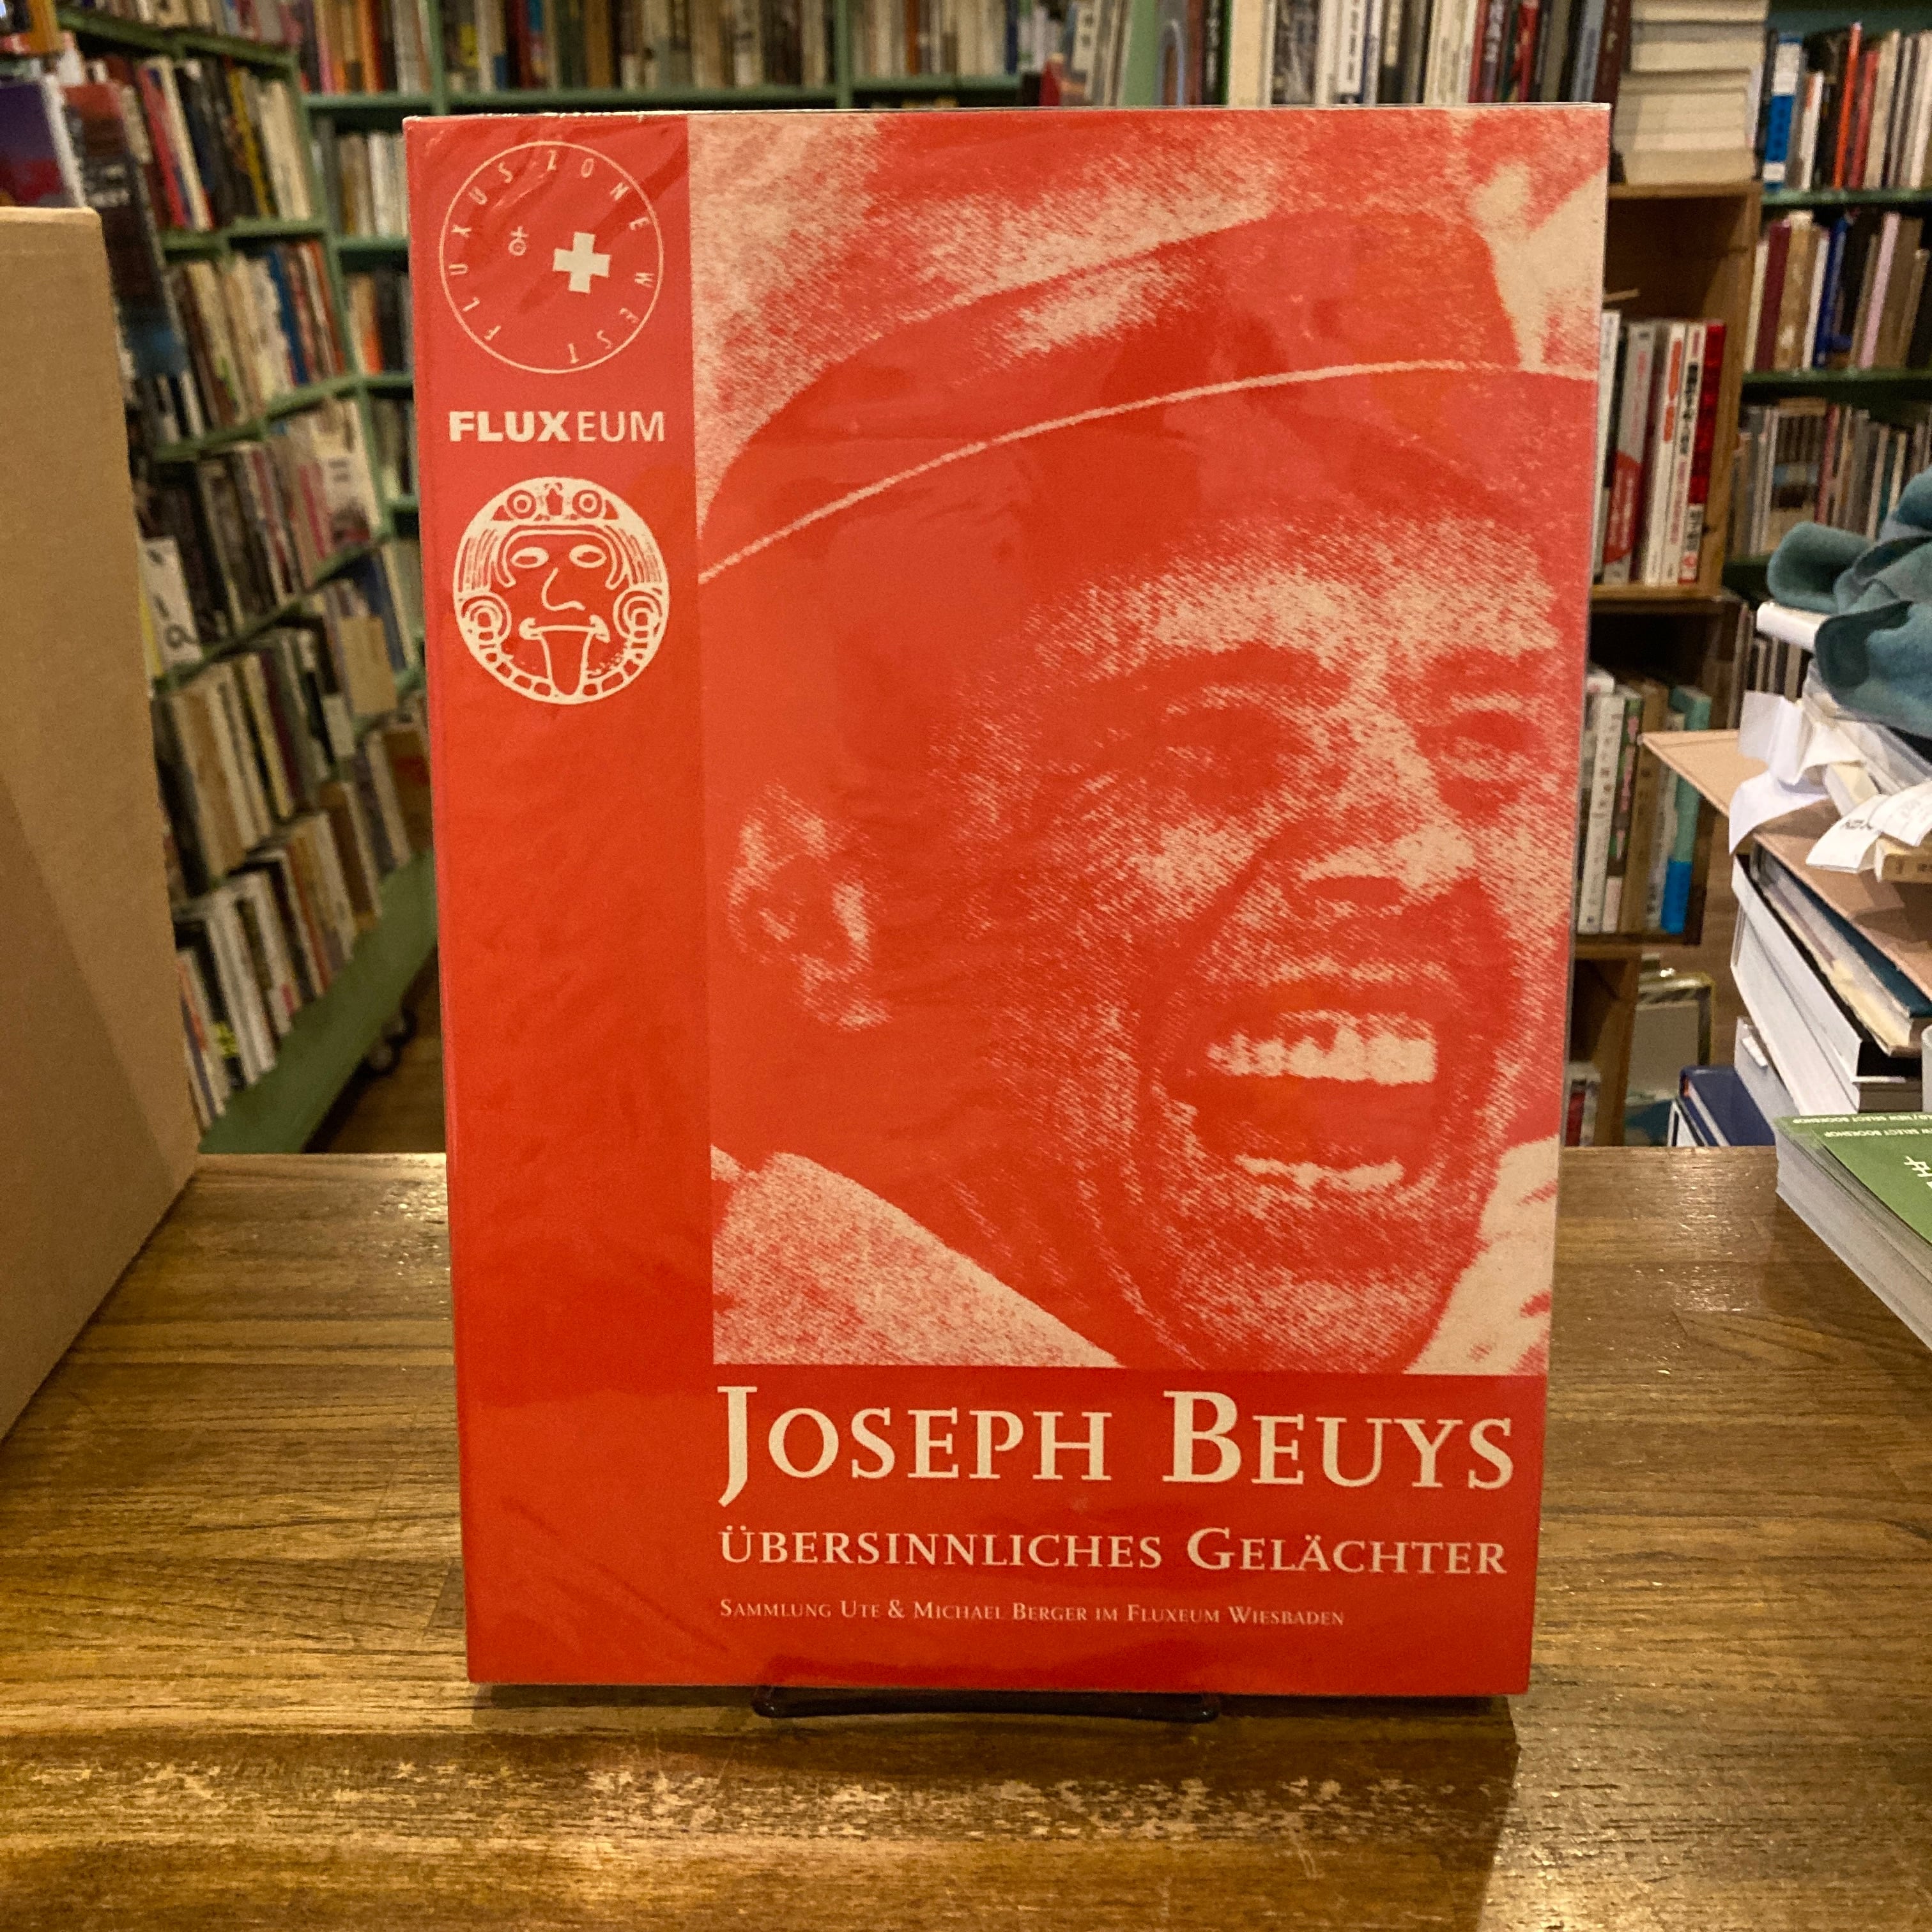 FLUXUS ZONE WEST
FLUXEUM
JOSEPH BEUYS
ÜBERSINNLICHES GELÄCHTER
SAMMLUNG UTE & MICHAEL BERGER IM FLUXEUM WIESBADEN